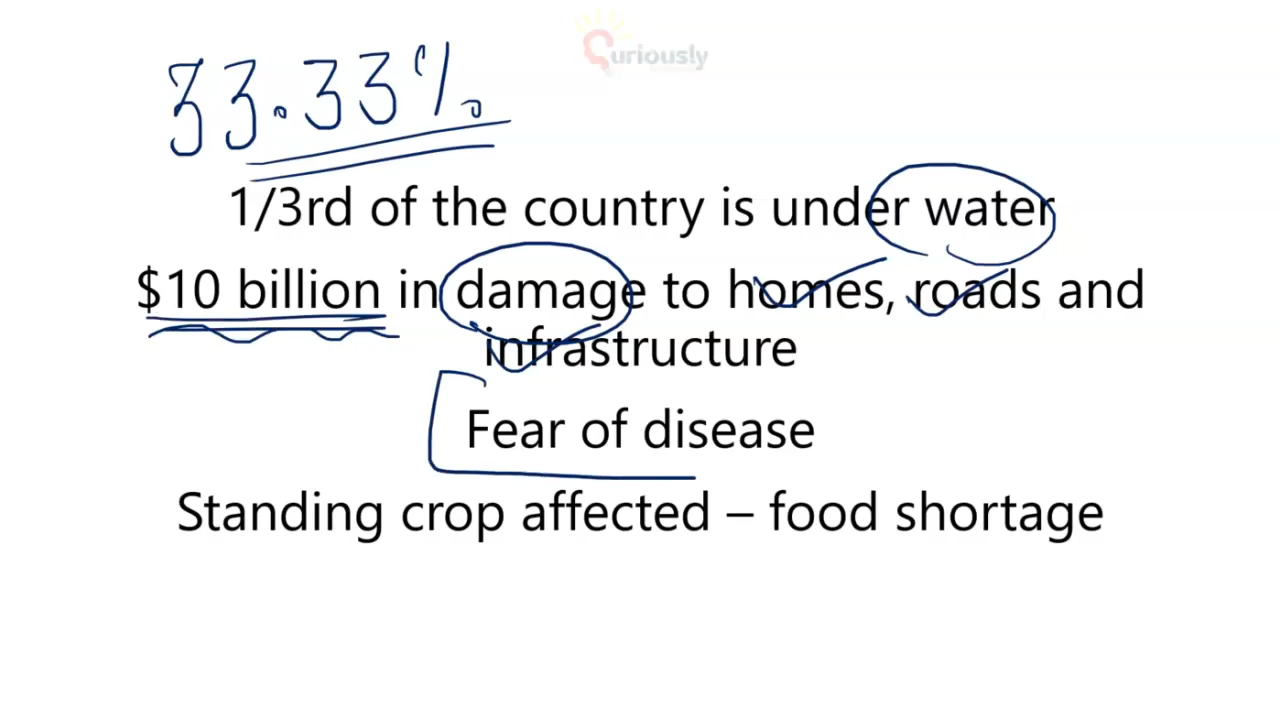 Curiously
33.33%.
1/3rd of the country is under water
$10 billion in damage to homes, roads and
infrastructure
Fear of disease
Standing crop affected – food shortage